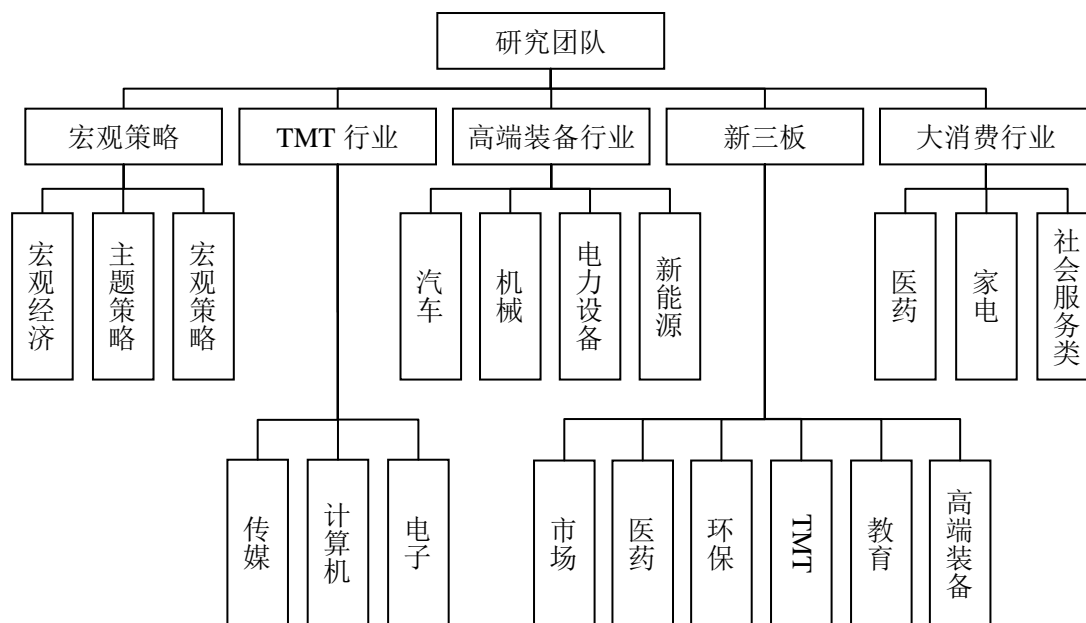 研究团队
宏观策略
TMT 行业
高端装备行业
新三板
大消费行业
宏观经济
主题策略
宏观策略
汽车
机械
电力设备
新能源
医药
家电
社会服务类
传媒
计算机
电子
市场
医药
环保
TMT
教育
高端装备